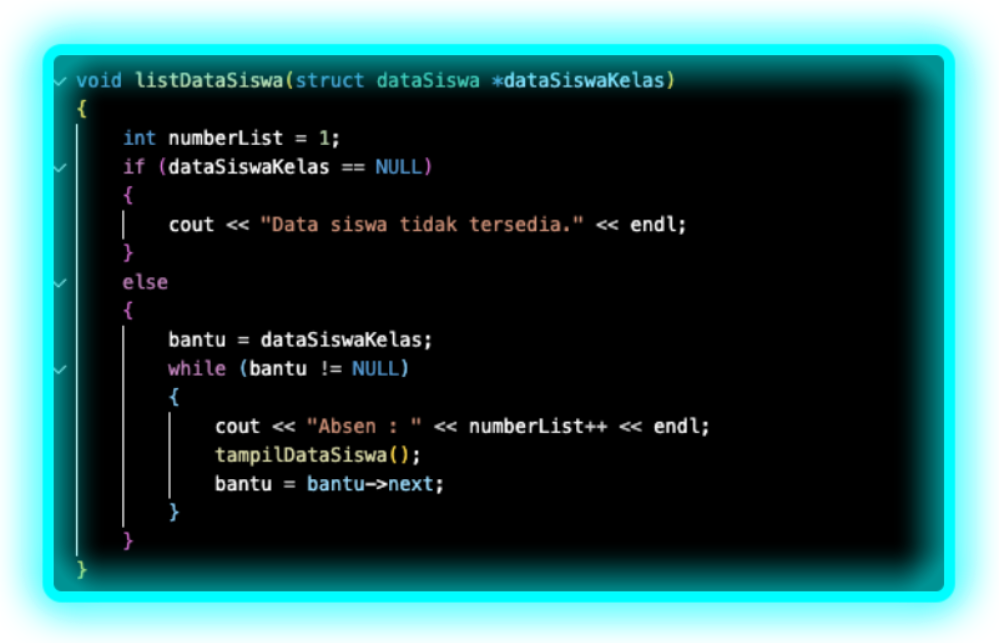 void listDataSiswa(struct dataSiswa *dataSiswaKelas)
{
    int numberList = 1;
    if (dataSiswaKelas == NULL)
    {
        cout << "Data siswa tidak tersedia." << endl;
    }
    else
    {
        bantu = dataSiswaKelas;
        while (bantu != NULL)
        {
            cout << "Absen : " << numberList++ << endl;
            tampilDataSiswa();
            bantu = bantu->next;
        }
    }
}